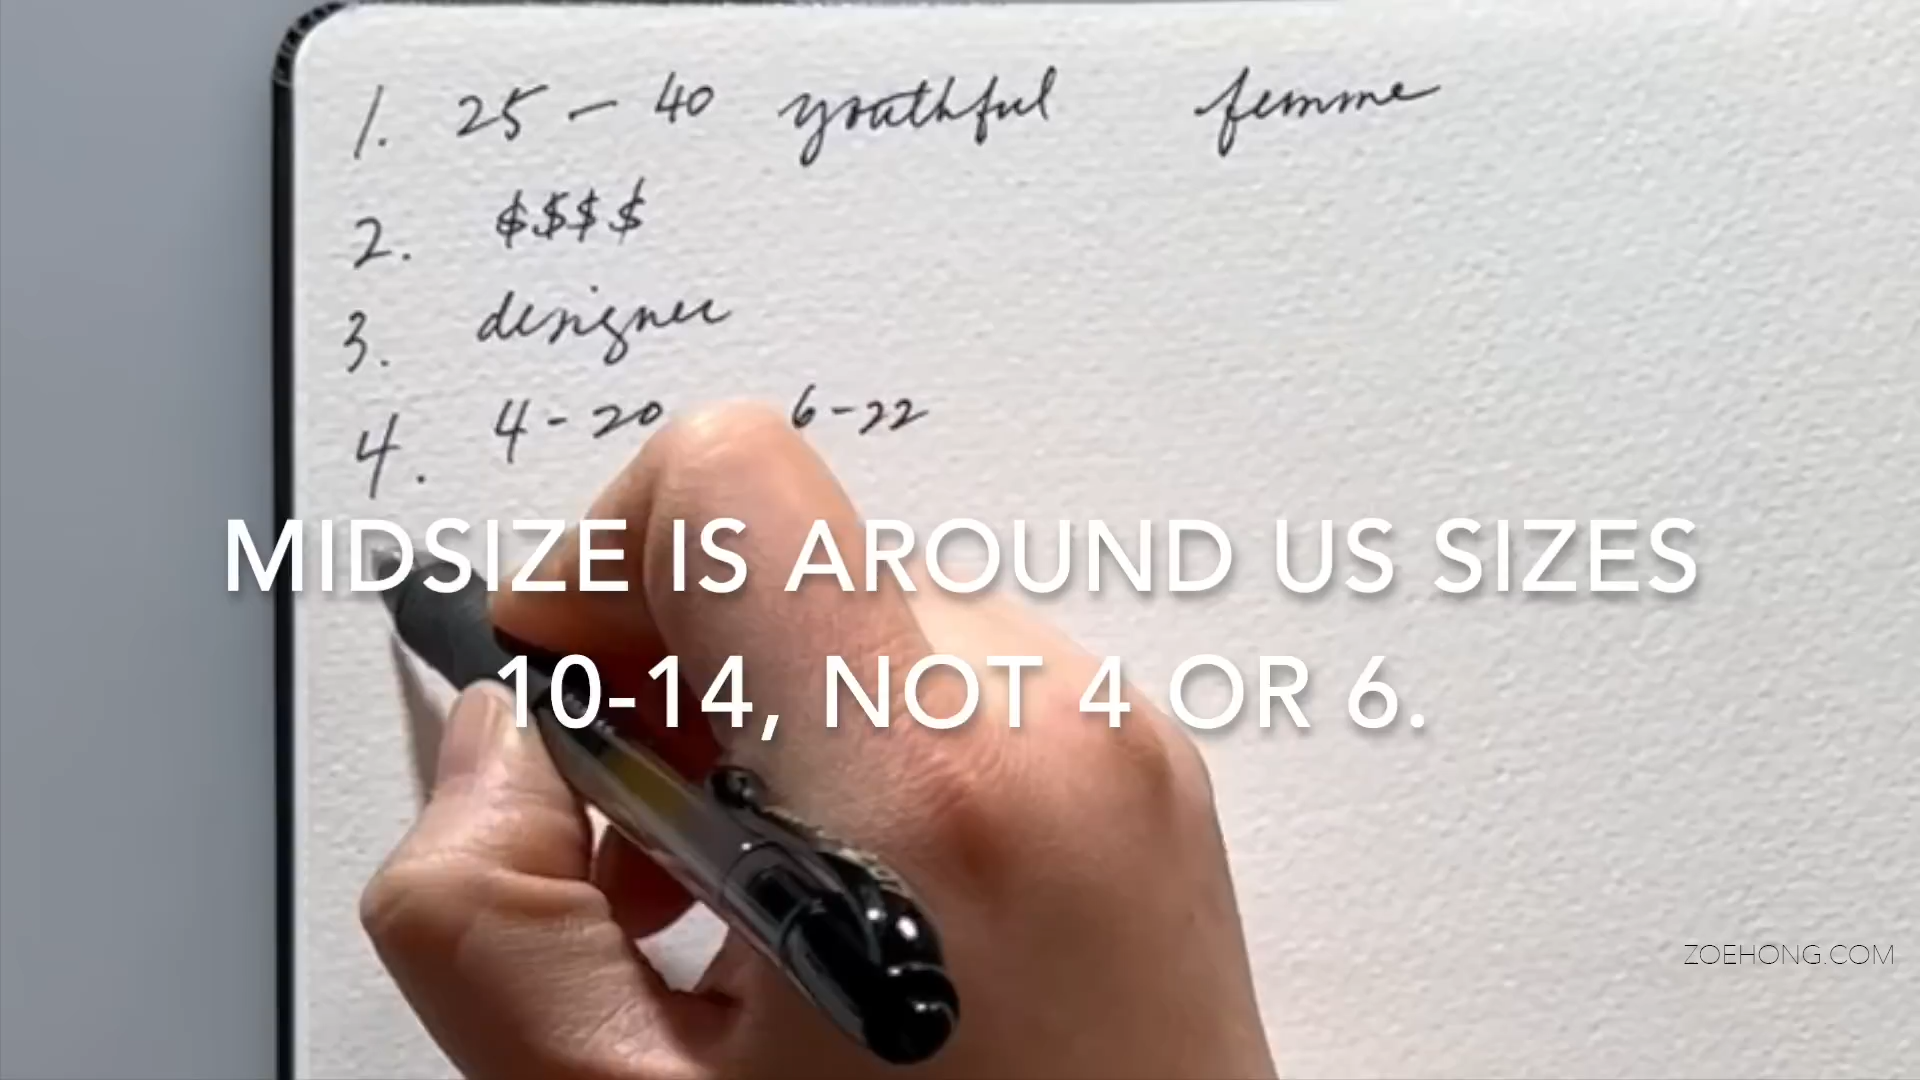 1. 25 - 40 youthful femme
2. $$$$
3. designer
4. 4-20 6-22
MIDSIZE IS AROUND US SIZES
10-14, NOT 4 OR 6.
ZOEHONG.COM